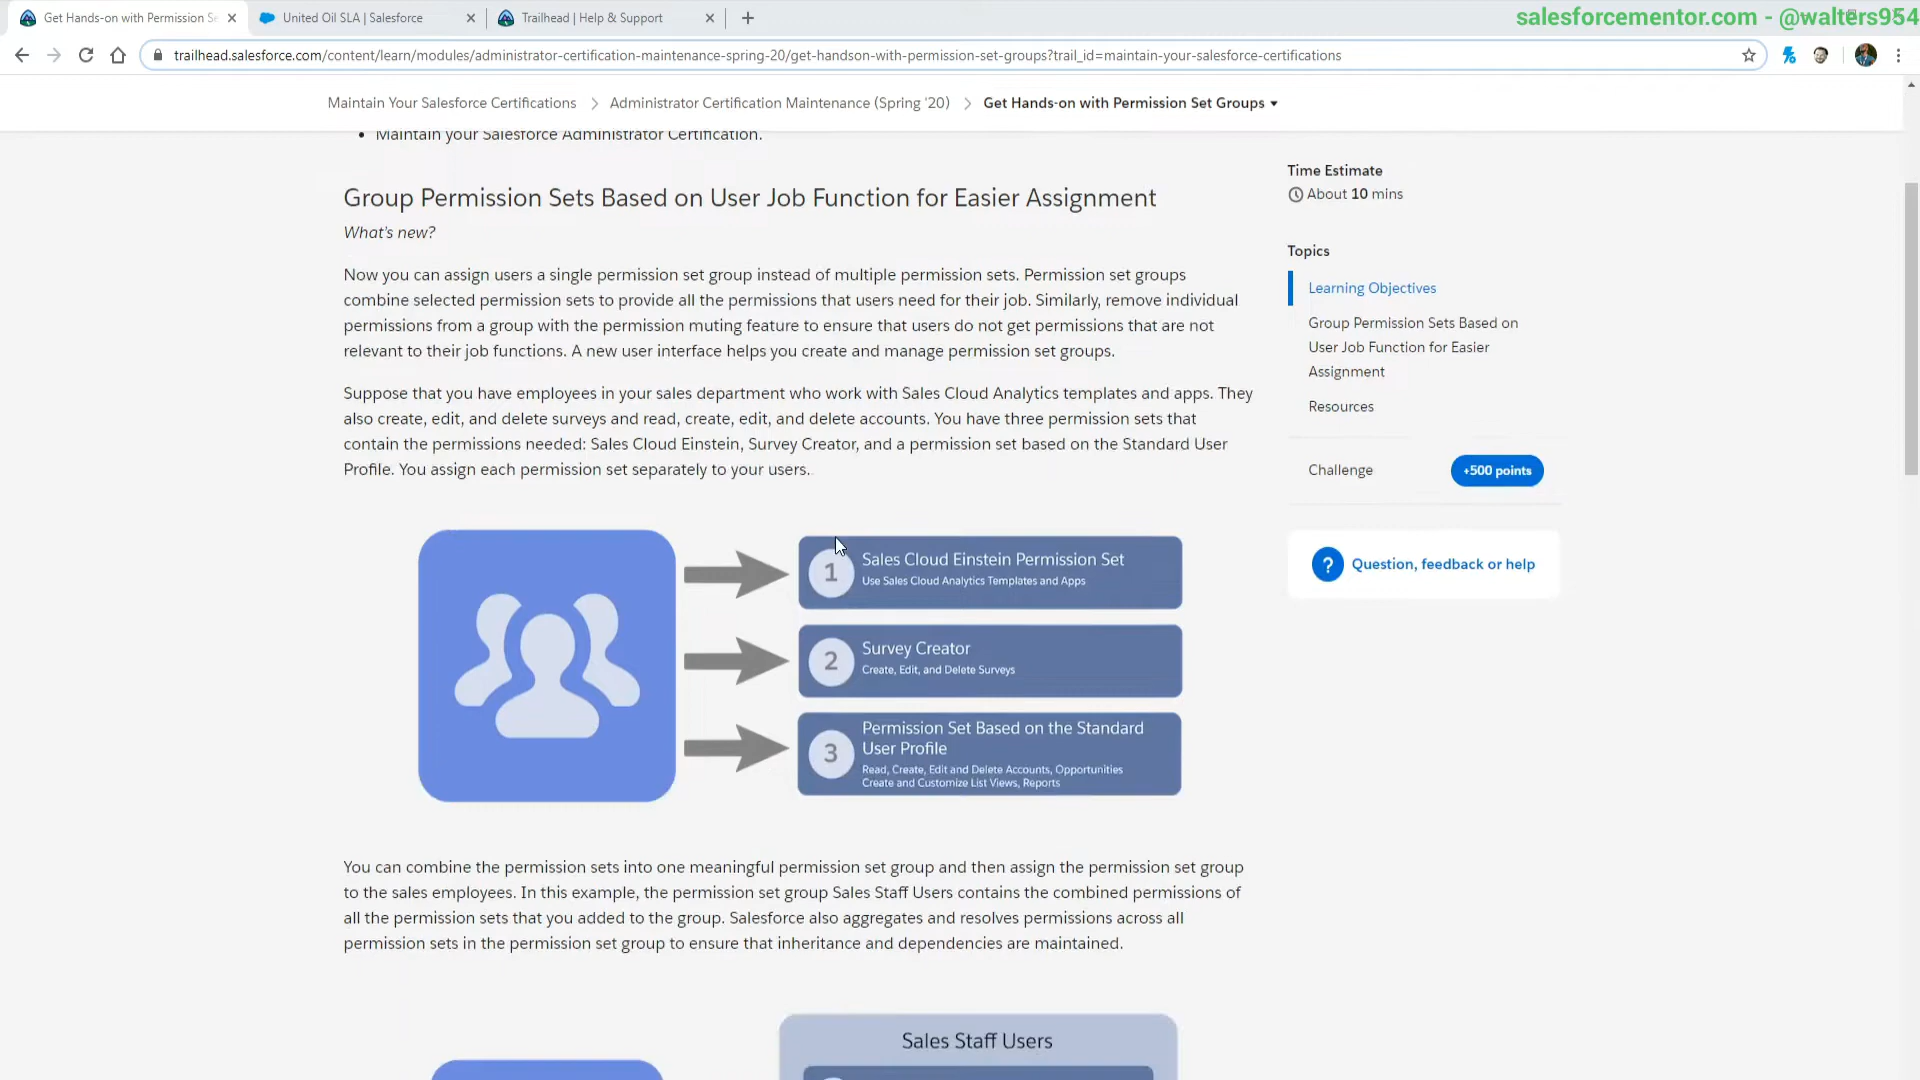 Get Hands-on with Permission Se
United Oil SLA | Salesforce
Trailhead | Help & Support
salesforcementor.com - @walters954
trailhead.salesforce.com/content/learn/modules/administrator-certification-maintenance-spring-20/get-handson-with-permission-set-groups?trail_id=maintain-your-salesforce-certifications
Maintain Your Salesforce Certifications
Administrator Certification Maintenance (Spring '20)
Get Hands-on with Permission Set Groups
Maintain your Salesforce Administrator Certification.
Group Permission Sets Based on User Job Function for Easier Assignment
What's new?
Now you can assign users a single permission set group instead of multiple permission sets. Permission set groups
combine selected permission sets to provide all the permissions that users need for their job. Similarly, remove individual
permissions from a group with the permission muting feature to ensure that users do not get permissions that are not
relevant to their job functions. A new user interface helps you create and manage permission set groups.
Suppose that you have employees in your sales department who work with Sales Cloud Analytics templates and apps. They
also create, edit, and delete surveys and read, create, edit, and delete accounts. You have three permission sets that
contain the permissions needed: Sales Cloud Einstein, Survey Creator, and a permission set based on the Standard User
Profile. You assign each permission set separately to your users.
1
Sales Cloud Einstein Permission Set
Use Sales Cloud Analytics Templates and Apps
2
Survey Creator
Create, Edit, and Delete Surveys
3
Permission Set Based on the Standard
User Profile
Read, Create, Edit and Delete Accounts, Opportunities
Create and Customize List Views, Reports
You can combine the permission sets into one meaningful permission set group and then assign the permission set group
to the sales employees. In this example, the permission set group Sales Staff Users contains the combined permissions of
all the permission sets that you added to the group. Salesforce also aggregates and resolves permissions across all
permission sets in the permission set group to ensure that inheritance and dependencies are maintained.
Sales Staff Users
Time Estimate
About 10 mins
Topics
Learning Objectives
Group Permission Sets Based on
User Job Function for Easier
Assignment
Resources
Challenge
+500 points
?
Question, feedback or help